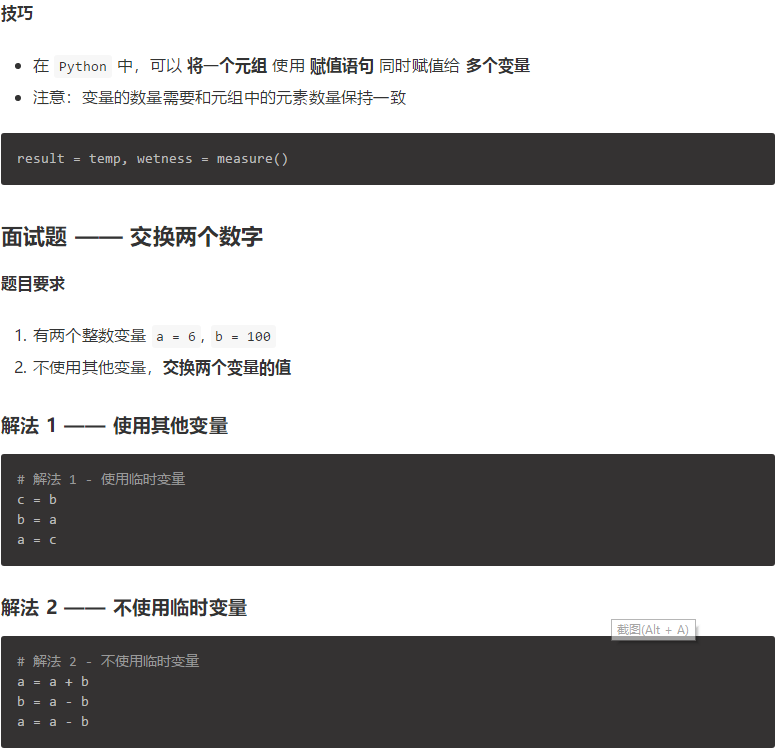 技巧
在 Python 中，可以 将一个元组 使用 赋值语句 同时赋值给 多个变量
注意：变量的数量需要和元组中的元素数量保持一致
result = temp, wetness = measure()
面试题 —— 交换两个数字
题目要求
1. 有两个整数变量 a = 6, b = 100
2. 不使用其他变量，交换两个变量的值
解法 1 —— 使用其他变量
# 解法 1 - 使用临时变量
c = b
b = a
a = c
解法 2 —— 不使用临时变量
截图(Alt + A)
# 解法 2 - 不使用临时变量
a = a + b
b = a - b
a = a - b